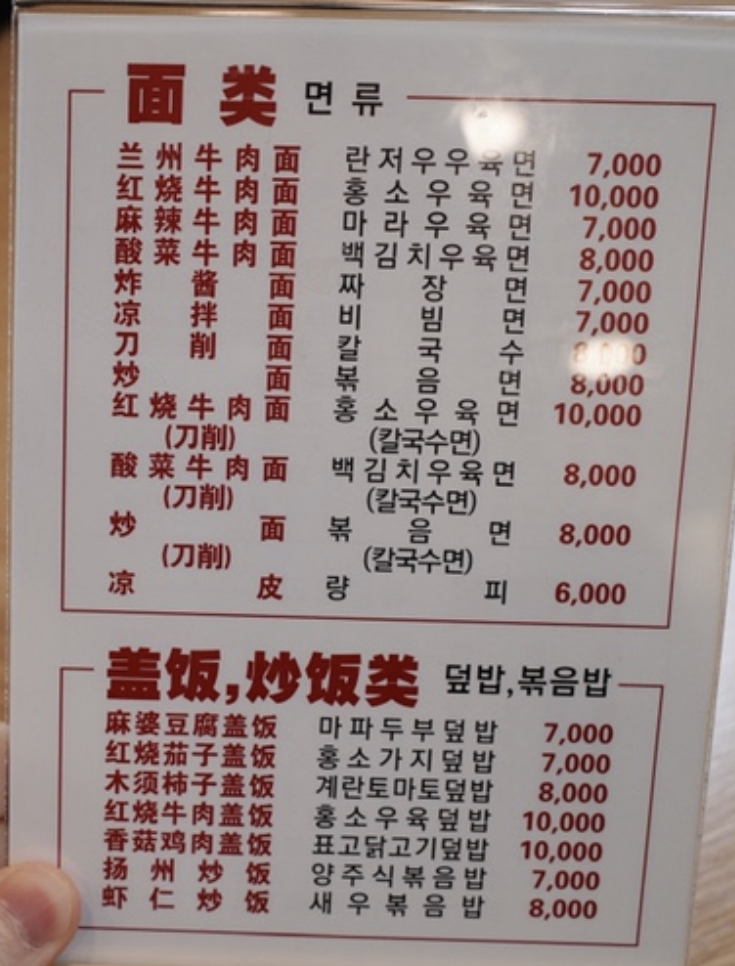 面 类 면 류
兰州牛肉面 란저우우육면 7,000
红烧牛肉面 홍소우육면 10,000
麻辣牛肉面 마라우육면 7,000
酸菜牛肉面 백김치우육면 8,000
炸酱面 짜장면 7,000
凉拌面 비빔면 7,000
刀削面 칼국수 8,000
炒面 볶음면 8,000
红烧牛肉面 홍소우육면 10,000
(刀削) (칼국수면)
酸菜牛肉面 백김치우육면 8,000
(刀削) (칼국수면)
炒面 볶음면 8,000
(刀削) (칼국수면)
凉皮 량피 6,000
盖饭,炒饭类 덮밥,볶음밥
麻婆豆腐盖饭 마파두부덮밥 7,000
红烧茄子盖饭 홍소가지덮밥 7,000
木须柿子盖饭 계란토마토덮밥 8,000
红烧牛肉盖饭 홍소우육덮밥 10,000
香菇鸡肉盖饭 표고닭고기덮밥 10,000
扬州炒饭 양주식볶음밥 7,000
虾仁炒饭 새우볶음밥 8,000